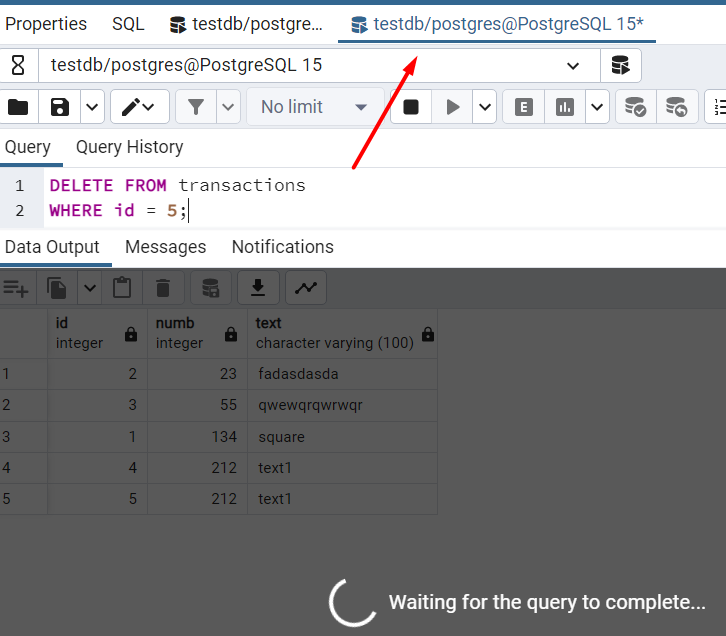 Properties SQL testdb/postgre... testdb/postgres@PostgreSQL 15*
testdb/postgres@PostgreSQL 15
No limit E
Query Query History
1 DELETE FROM transactions
2 WHERE id = 5;
Data Output Messages Notifications
id numb text
integer integer character varying (100)
1 2 23 fadasdasda
2 3 55 qwewqrqwrwqr
3 1 134 square
4 4 212 text1
5 5 212 text1
Waiting for the query to complete...